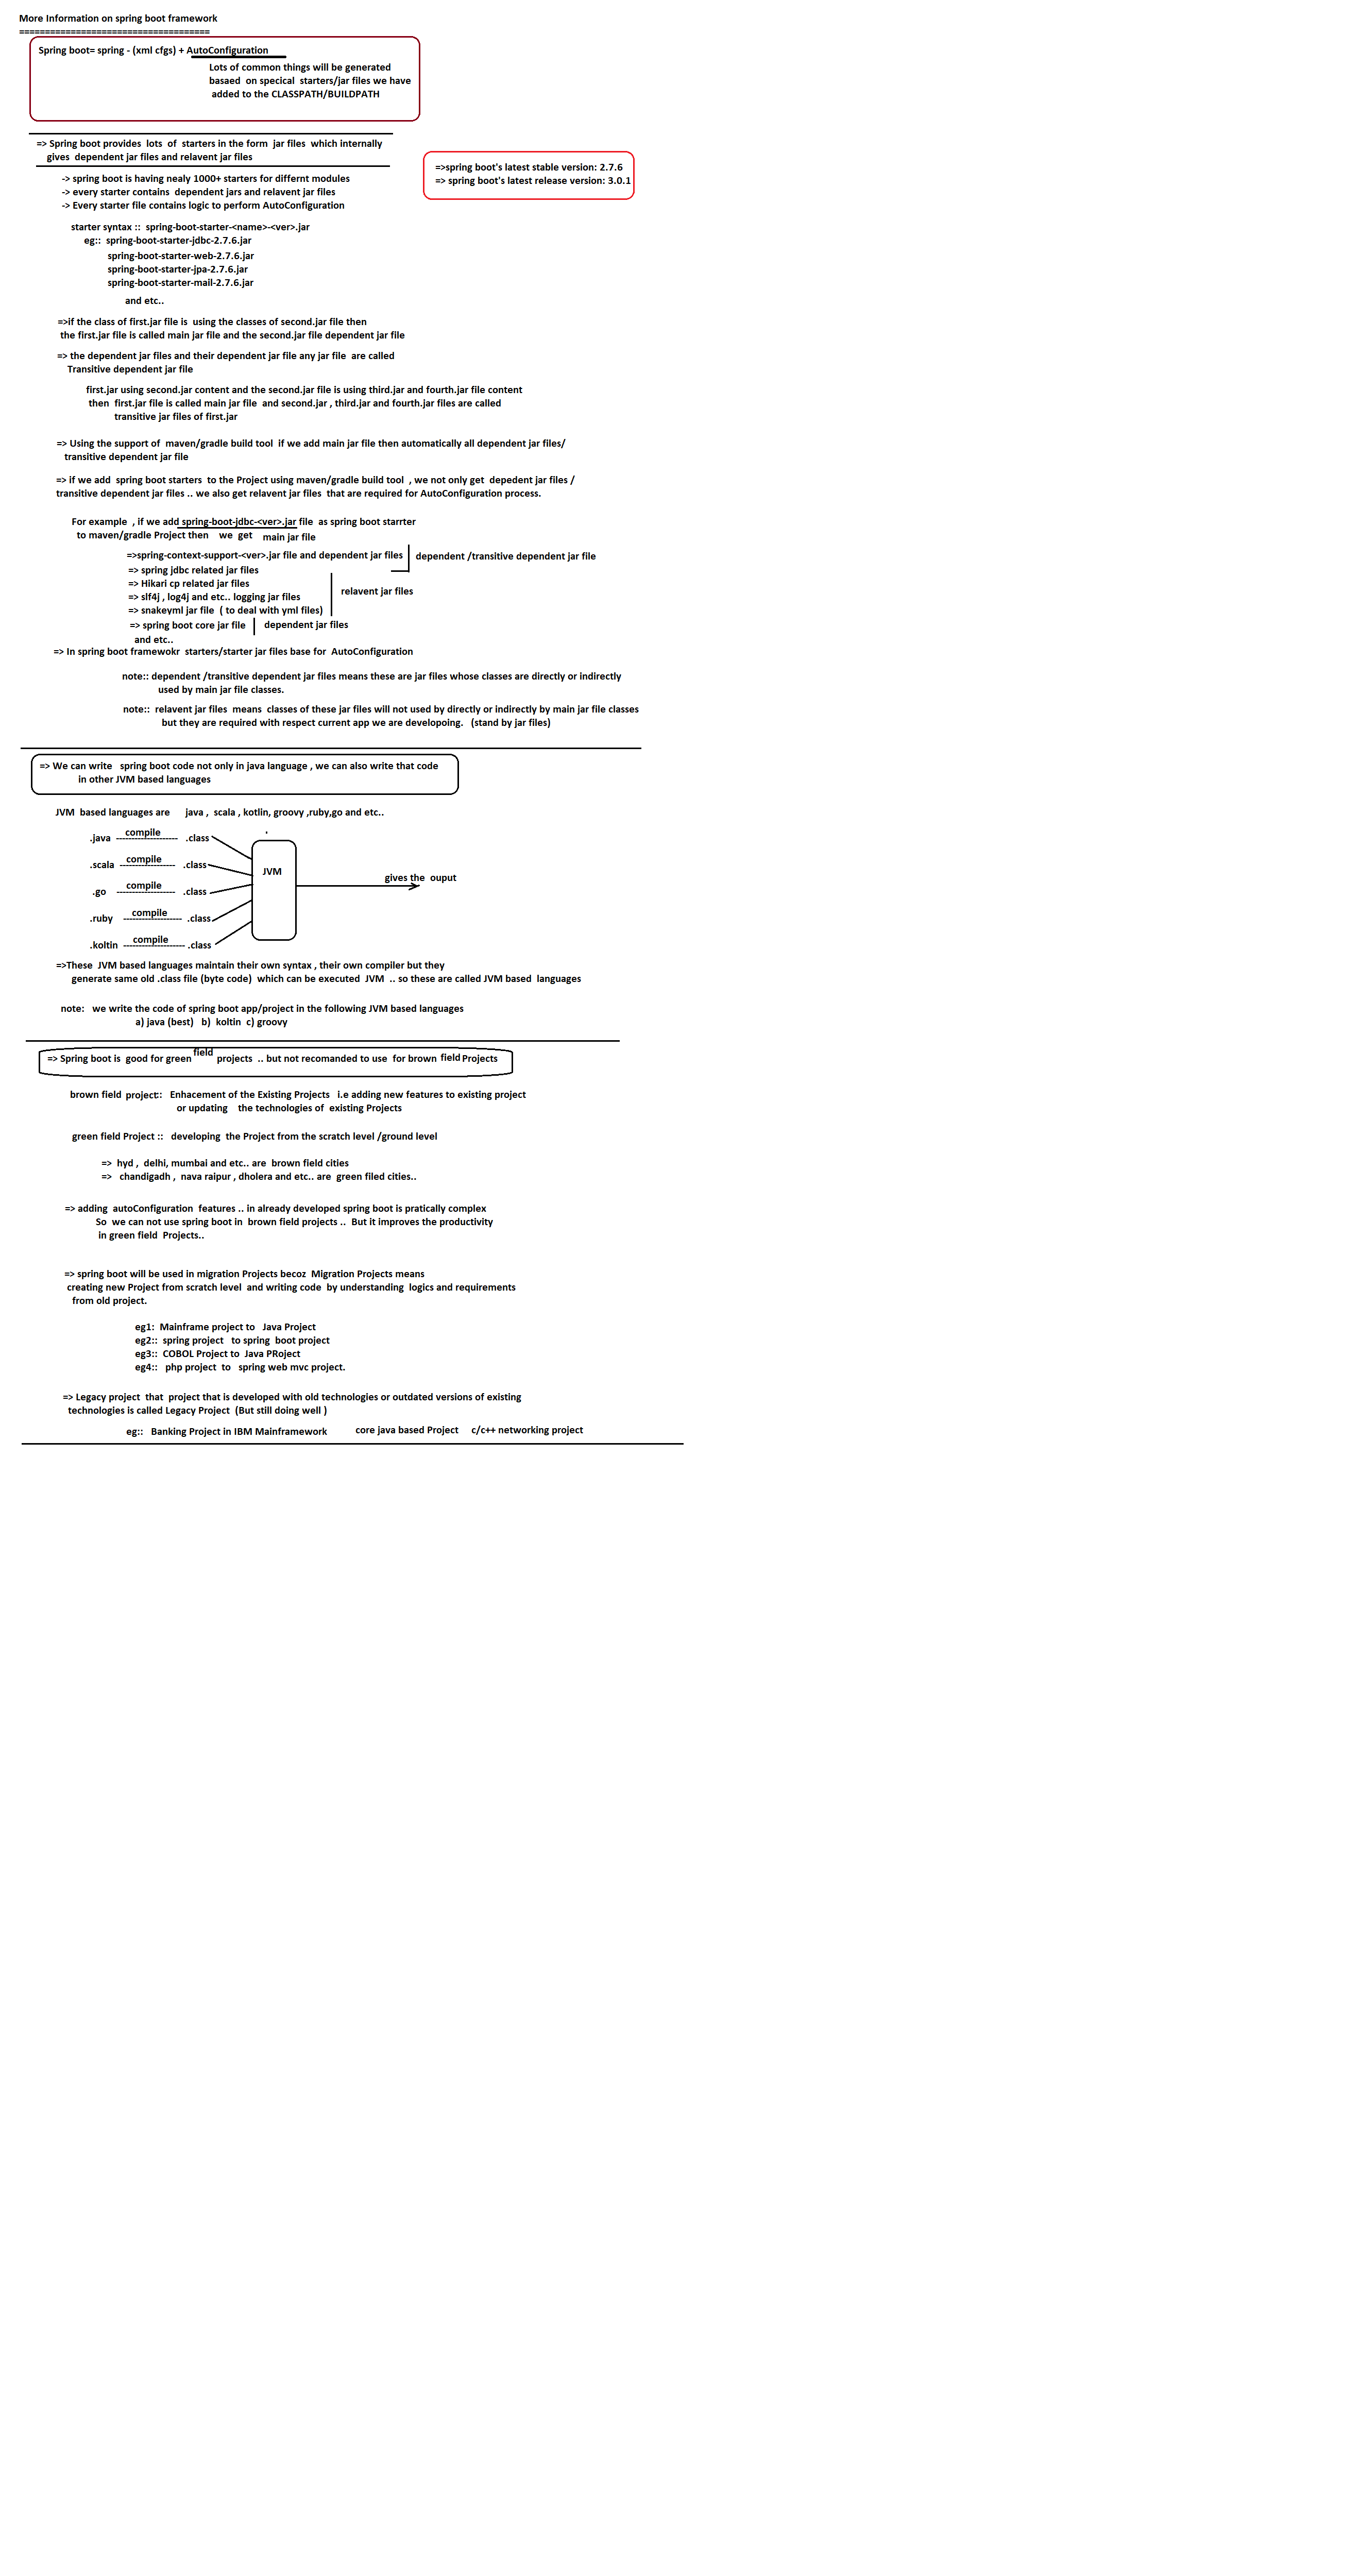 More Information on spring boot framework
=====================================
Spring boot= spring - (xml cfgs) + AutoConfiguration
Lots of common things will be generated
basaed on specical starters/jar files we have
added to the CLASSPATH/BUILDPATH
=> Spring boot provides lots of starters in the form jar files which internally
gives dependent jar files and relavent jar files
=>spring boot's latest stable version: 2.7.6
=> spring boot's latest release version: 3.0.1
-> spring boot is having nealy 1000+ starters for differnt modules
-> every starter contains dependent jars and relavent jar files
-> Every starter file contains logic to perform AutoConfiguration
starter syntax :: spring-boot-starter-<name>-<ver>.jar
eg:: spring-boot-starter-jdbc-2.7.6.jar
spring-boot-starter-web-2.7.6.jar
spring-boot-starter-jpa-2.7.6.jar
spring-boot-starter-mail-2.7.6.jar
and etc..
=>if the class of first.jar file is using the classes of second.jar file then
the first.jar file is called main jar file and the second.jar file dependent jar file
=> the dependent jar files and their dependent jar file any jar file are called
Transitive dependent jar file
first.jar using second.jar content and the second.jar file is using third.jar and fourth.jar file content
then first.jar file is called main jar file and second.jar , third.jar and fourth.jar files are called
transitive jar files of first.jar
=> Using the support of maven/gradle build tool if we add main jar file then automatically all dependent jar files/
transitive dependent jar file
=> if we add spring boot starters to the Project using maven/gradle build tool , we not only get depedent jar files /
transitive dependent jar files .. we also get relavent jar files that are required for AutoConfiguration process.
For example , if we add spring-boot-jdbc-<ver>.jar file as spring boot starrter
to maven/gradle Project then we get main jar file
=>spring-context-support-<ver>.jar file and dependent jar files dependent /transitive dependent jar file
=> spring jdbc related jar files
=> Hikari cp related jar files
relavent jar files
=> slf4j , log4j and etc.. logging jar files
=> snakeyml jar file ( to deal with yml files)
=> spring boot core jar file dependent jar files
and etc..
=> In spring boot framewokr starters/starter jar files base for AutoConfiguration
note:: dependent /transitive dependent jar files means these are jar files whose classes are directly or indirectly
used by main jar file classes.
note:: relavent jar files means classes of these jar files will not used by directly or indirectly by main jar file classes
but they are required with respect current app we are developoing. (stand by jar files)
=> We can write spring boot code not only in java language , we can also write that code
in other JVM based languages
JVM based languages are java , scala , kotlin, groovy ,ruby,go and etc..
.java compile -------------------- .class
.scala compile ------------------ .class
JVM
gives the ouput
.go compile ------------------- .class
.ruby compile ------------------- .class
.koltin compile -------------------- .class
=>These JVM based languages maintain their own syntax , their own compiler but they
generate same old .class file (byte code) which can be executed JVM .. so these are called JVM based languages
note: we write the code of spring boot app/project in the following JVM based languages
a) java (best) b) koltin c) groovy
=> Spring boot is good for green field projects .. but not recomanded to use for brown field Projects
brown field project:: Enhacement of the Existing Projects i.e adding new features to existing project
or updating the technologies of existing Projects
green field Project :: developing the Project from the scratch level /ground level
=> hyd , delhi, mumbai and etc.. are brown field cities
=> chandigadh , nava raipur , dholera and etc.. are green filed cities..
=> adding autoConfiguration features .. in already developed spring boot is pratically complex
So we can not use spring boot in brown field projects .. But it improves the productivity
in green field Projects..
=> spring boot will be used in migration Projects becoz Migration Projects means
creating new Project from scratch level and writing code by understanding logics and requirements
from old project.
eg1: Mainframe project to Java Project
eg2:: spring project to spring boot project
eg3:: COBOL Project to Java PRoject
eg4:: php project to spring web mvc project.
=> Legacy project that project that is developed with old technologies or outdated versions of existing
technologies is called Legacy Project (But still doing well )
eg:: Banking Project in IBM Mainframework core java based Project c/c++ networking project